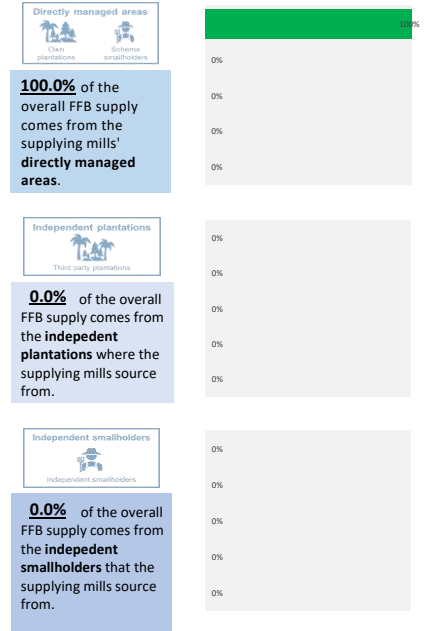 Directly managed areas
Own plantations
Scheme smallholders
100.0% of the
overall FFB supply
comes from the
supplying mills'
directly managed
areas.
100%
0%
0%
0%
0%
Independent plantations
Third party plantations
0.0% of the overall
FFB supply comes from
the indepedent
plantations where the
supplying mills source
from.
0%
0%
0%
0%
0%
Independent smallholders
Independent smallholders
0.0% of the overall
FFB supply comes from
the indepedent
smallholders that the
supplying mills source
from.
0%
0%
0%
0%
0%